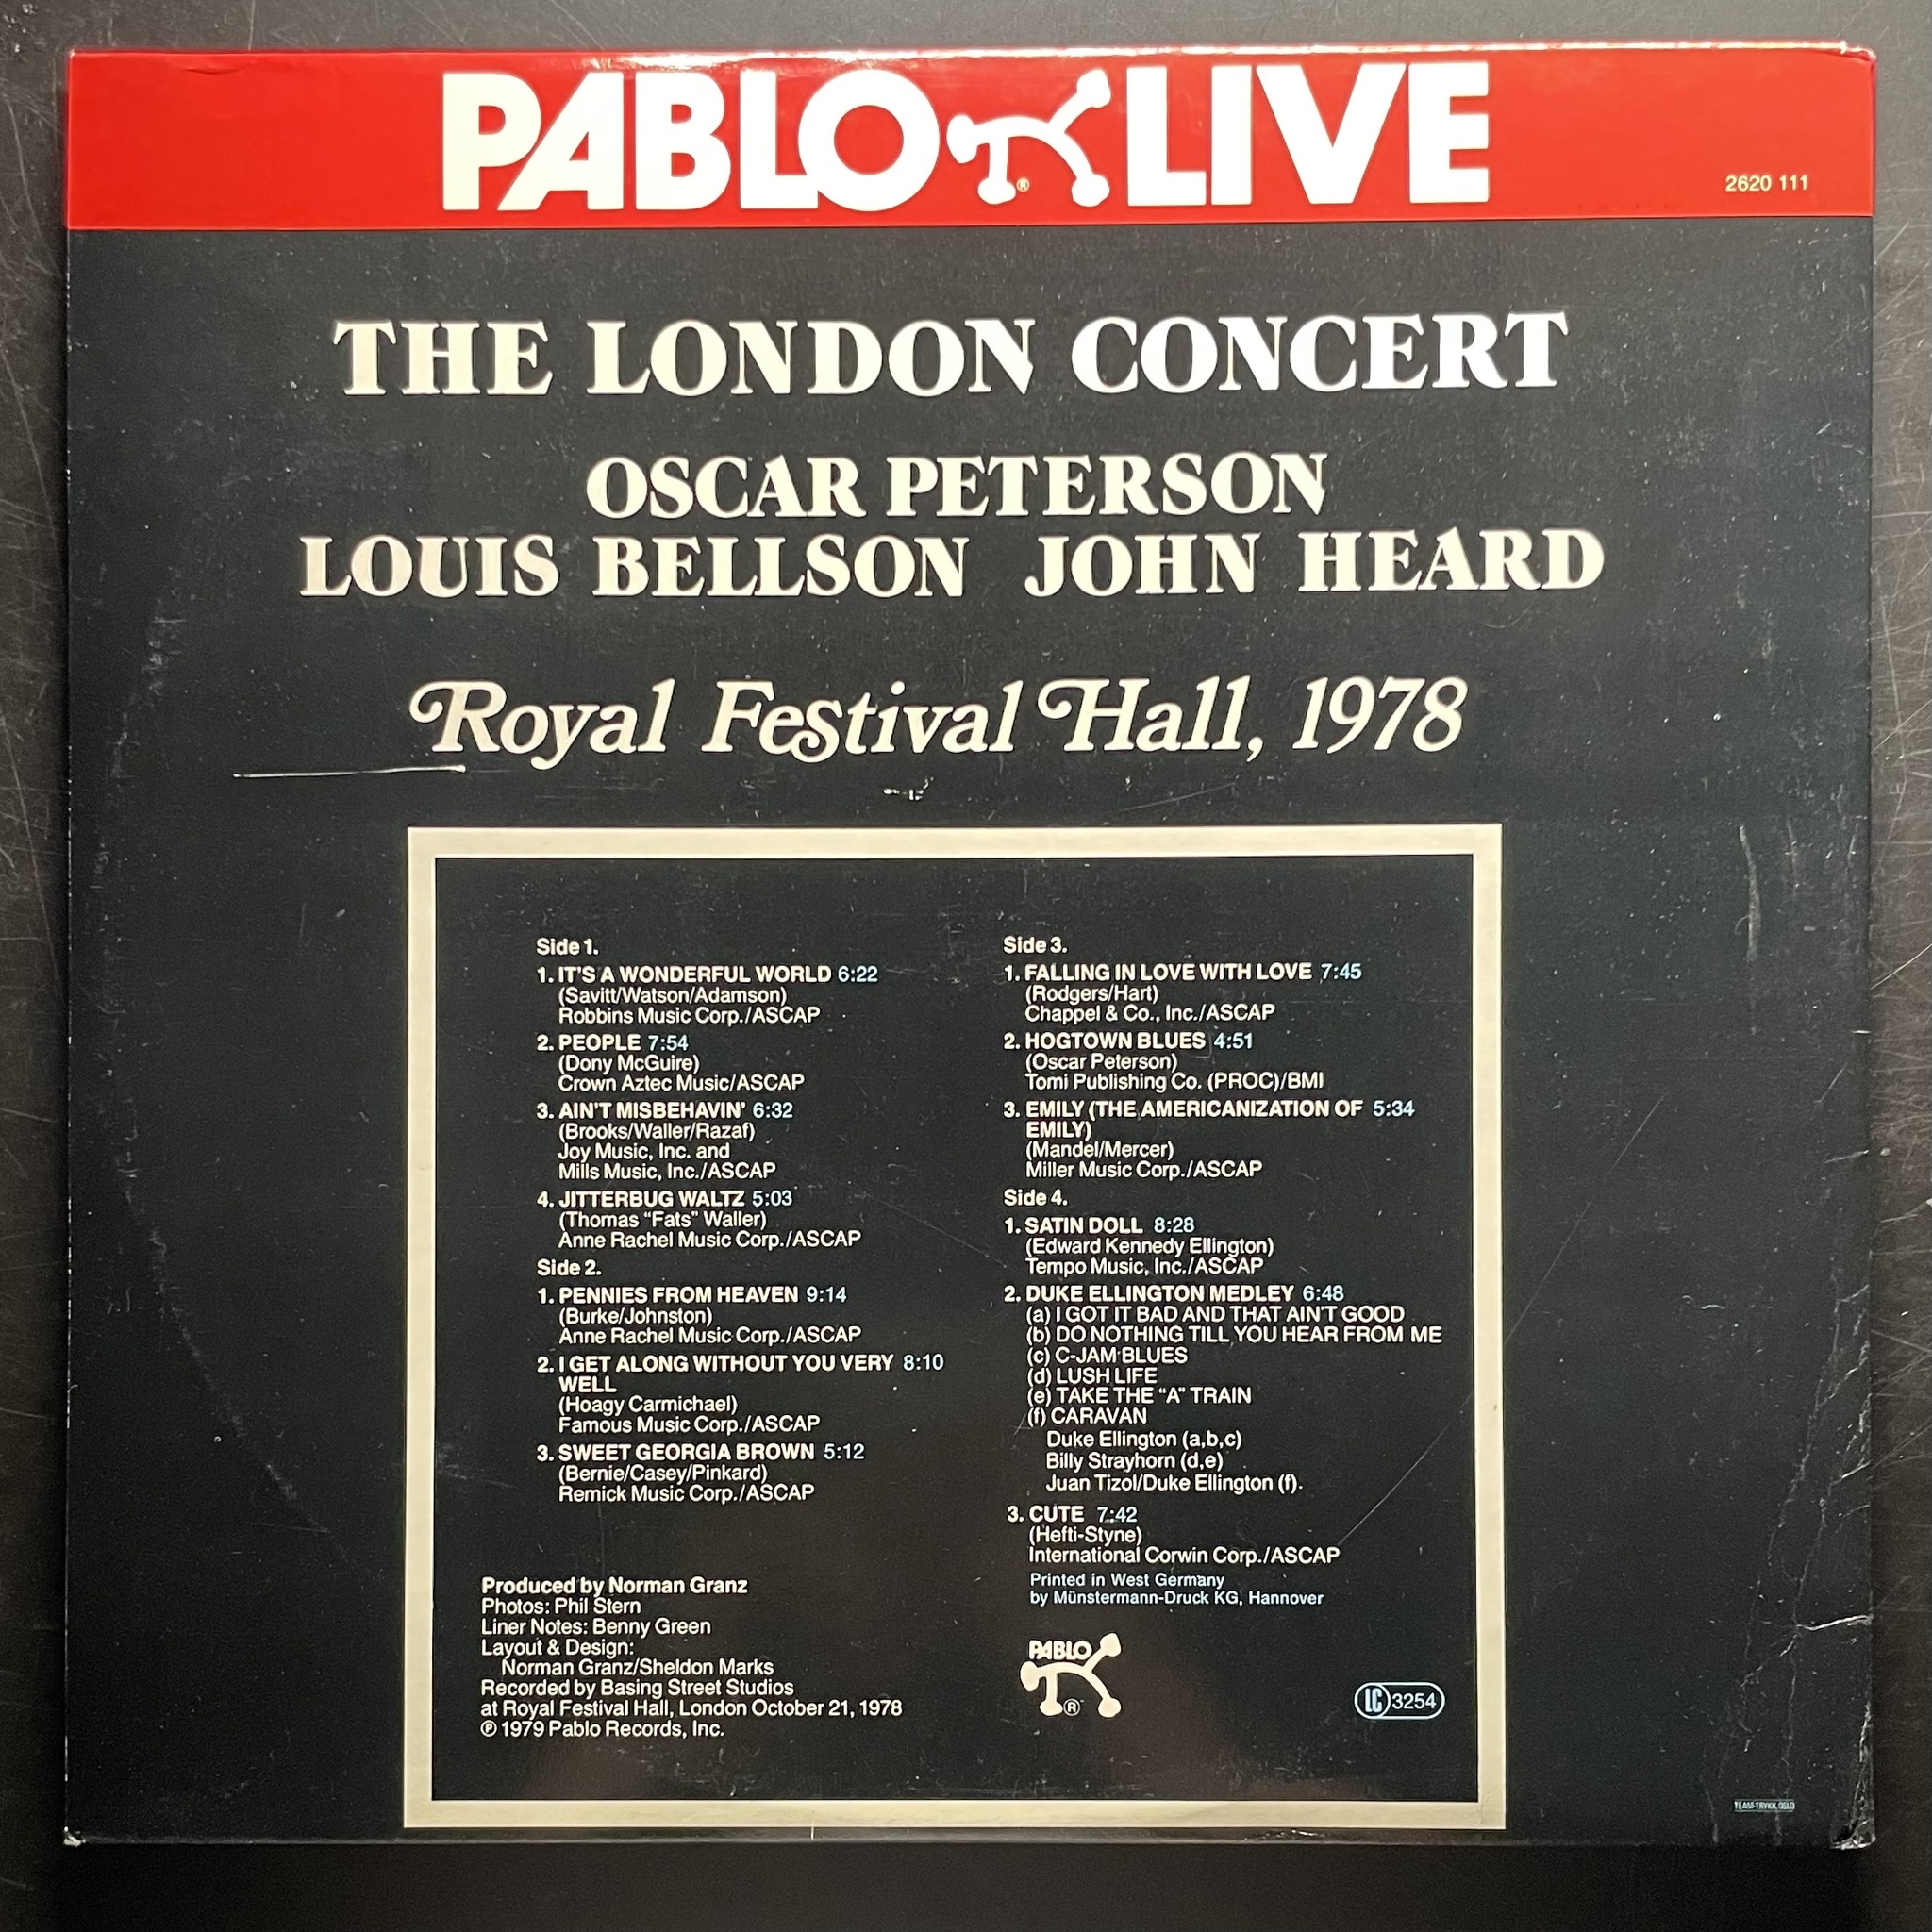 PABLO LIVE
®
2620 111
THE LONDON CONCERT
OSCAR PETERSON
LOUIS BELLSON JOHN HEARD
Royal Festival Hall, 1978
Side 1.
1. IT'S A WONDERFUL WORLD 6:22
(Savitt/Watson/Adamson)
Robbins Music Corp./ASCAP
2. PEOPLE 7:54
(Dony McGuire)
Crown Aztec Music/ASCAP
3. AIN'T MISBEHAVIN' 6:32
(Brooks/Waller/Razaf)
Joy Music, Inc. and
Mills Music, Inc./ASCAP
4. JITTERBUG WALTZ 5:03
(Thomas "Fats" Waller)
Anne Rachel Music Corp./ASCAP
Side 2.
1. PENNIES FROM HEAVEN 9:14
(Burke/Johnston)
Anne Rachel Music Corp./ASCAP
2. I GET ALONG WITHOUT YOU VERY 8:10
WELL
(Hoagy Carmichael)
Famous Music Corp./ASCAP
3. SWEET GEORGIA BROWN 5:12
(Bernie/Casey/Pinkard)
Remick Music Corp./ASCAP
Produced by Norman Granz
Photos: Phil Stern
Liner Notes: Benny Green
Layout & Design:
Norman Granz/Sheldon Marks
Recorded by Basing Street Studios
at Royal Festival Hall, London October 21, 1978
℗ 1979 Pablo Records, Inc.
Side 3.
1. FALLING IN LOVE WITH LOVE 7:45
(Rodgers/Hart)
Chappel & Co., Inc./ASCAP
2. HOGTOWN BLUES 4:51
(Oscar Peterson)
Tomi Publishing Co. (PROC)/BMI
3. EMILY (THE AMERICANIZATION OF 5:34
EMILY)
(Mandel/Mercer)
Miller Music Corp./ASCAP
Side 4.
1. SATIN DOLL 8:28
(Edward Kennedy Ellington)
Tempo Music, Inc./ASCAP
2. DUKE ELLINGTON MEDLEY 6:48
(a) I GOT IT BAD AND THAT AIN'T GOOD
(b) DO NOTHING TILL YOU HEAR FROM ME
(c) C-JAM BLUES
(d) LUSH LIFE
(e) TAKE THE "A" TRAIN
(f) CARAVAN
Duke Ellington (a,b,c)
Billy Strayhorn (d,e)
Juan Tizol/Duke Ellington (f).
3. CUTE 7:42
(Hefti-Styne)
International Corwin Corp./ASCAP
Printed in West Germany
by Münstermann-Druck KG, Hannover
PABLO
®
LC 3254
TEAM-TRYKK, OSLO